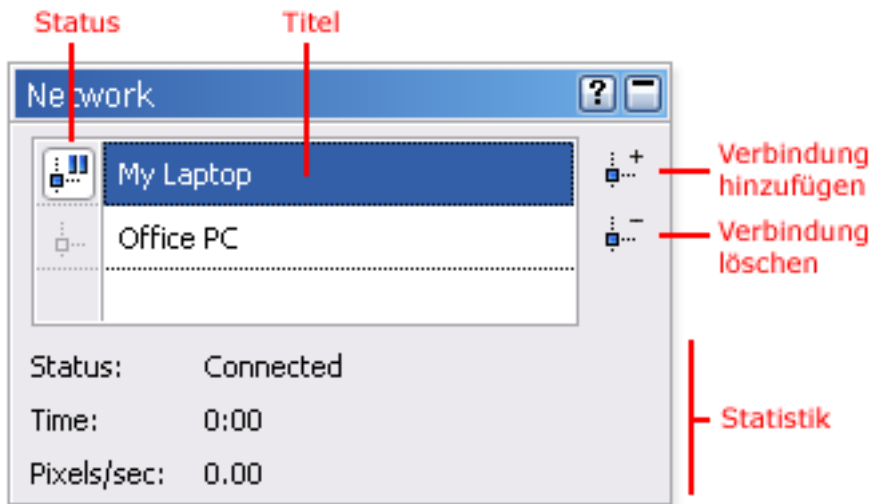 Status Titel
Network ?
My Laptop
Verbindung
hinzufügen
Office PC
Verbindung
löschen
Status: Connected
Time: 0:00
Pixels/sec: 0.00
Statistik